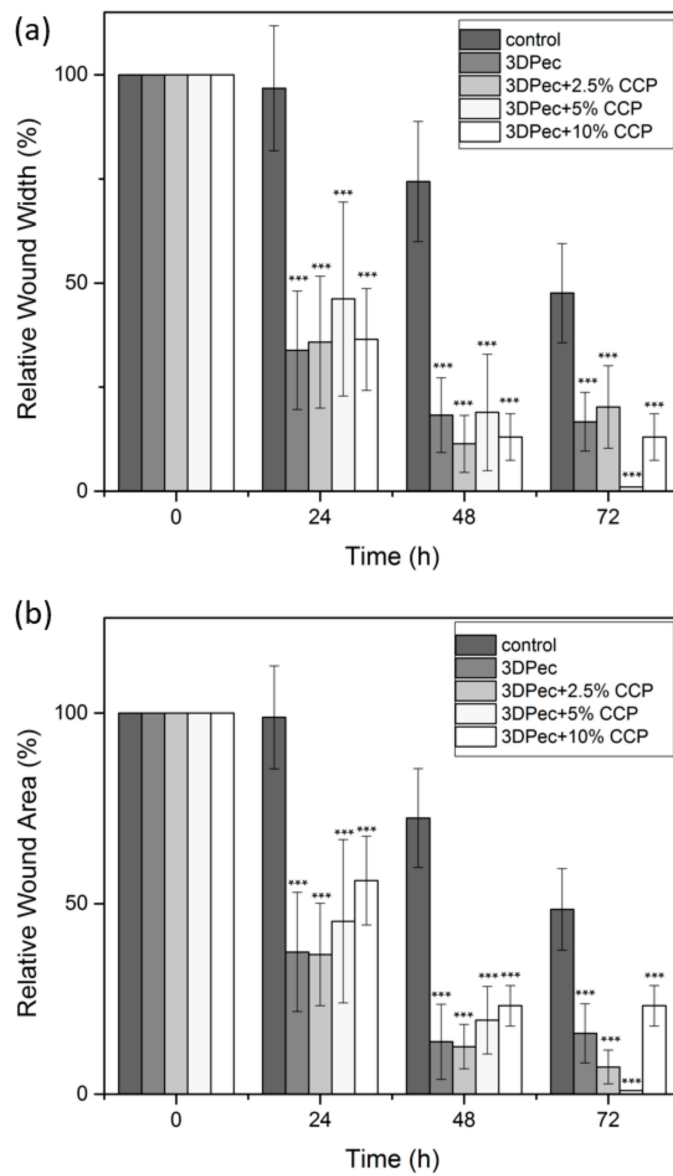 (a)
control
3DPec
3DPec+2.5% CCP
3DPec+5% CCP
3DPec+10% CCP
100
50
0
Relative Wound Width (%)
*** *** *** ***
*** *** *** ***
*** *** *** ***
0 24 48 72
Time (h)
(b)
control
3DPec
3DPec+2.5% CCP
3DPec+5% CCP
3DPec+10% CCP
100
50
0
Relative Wound Area (%)
*** *** *** ***
*** *** *** ***
*** *** *** ***
0 24 48 72
Time (h)